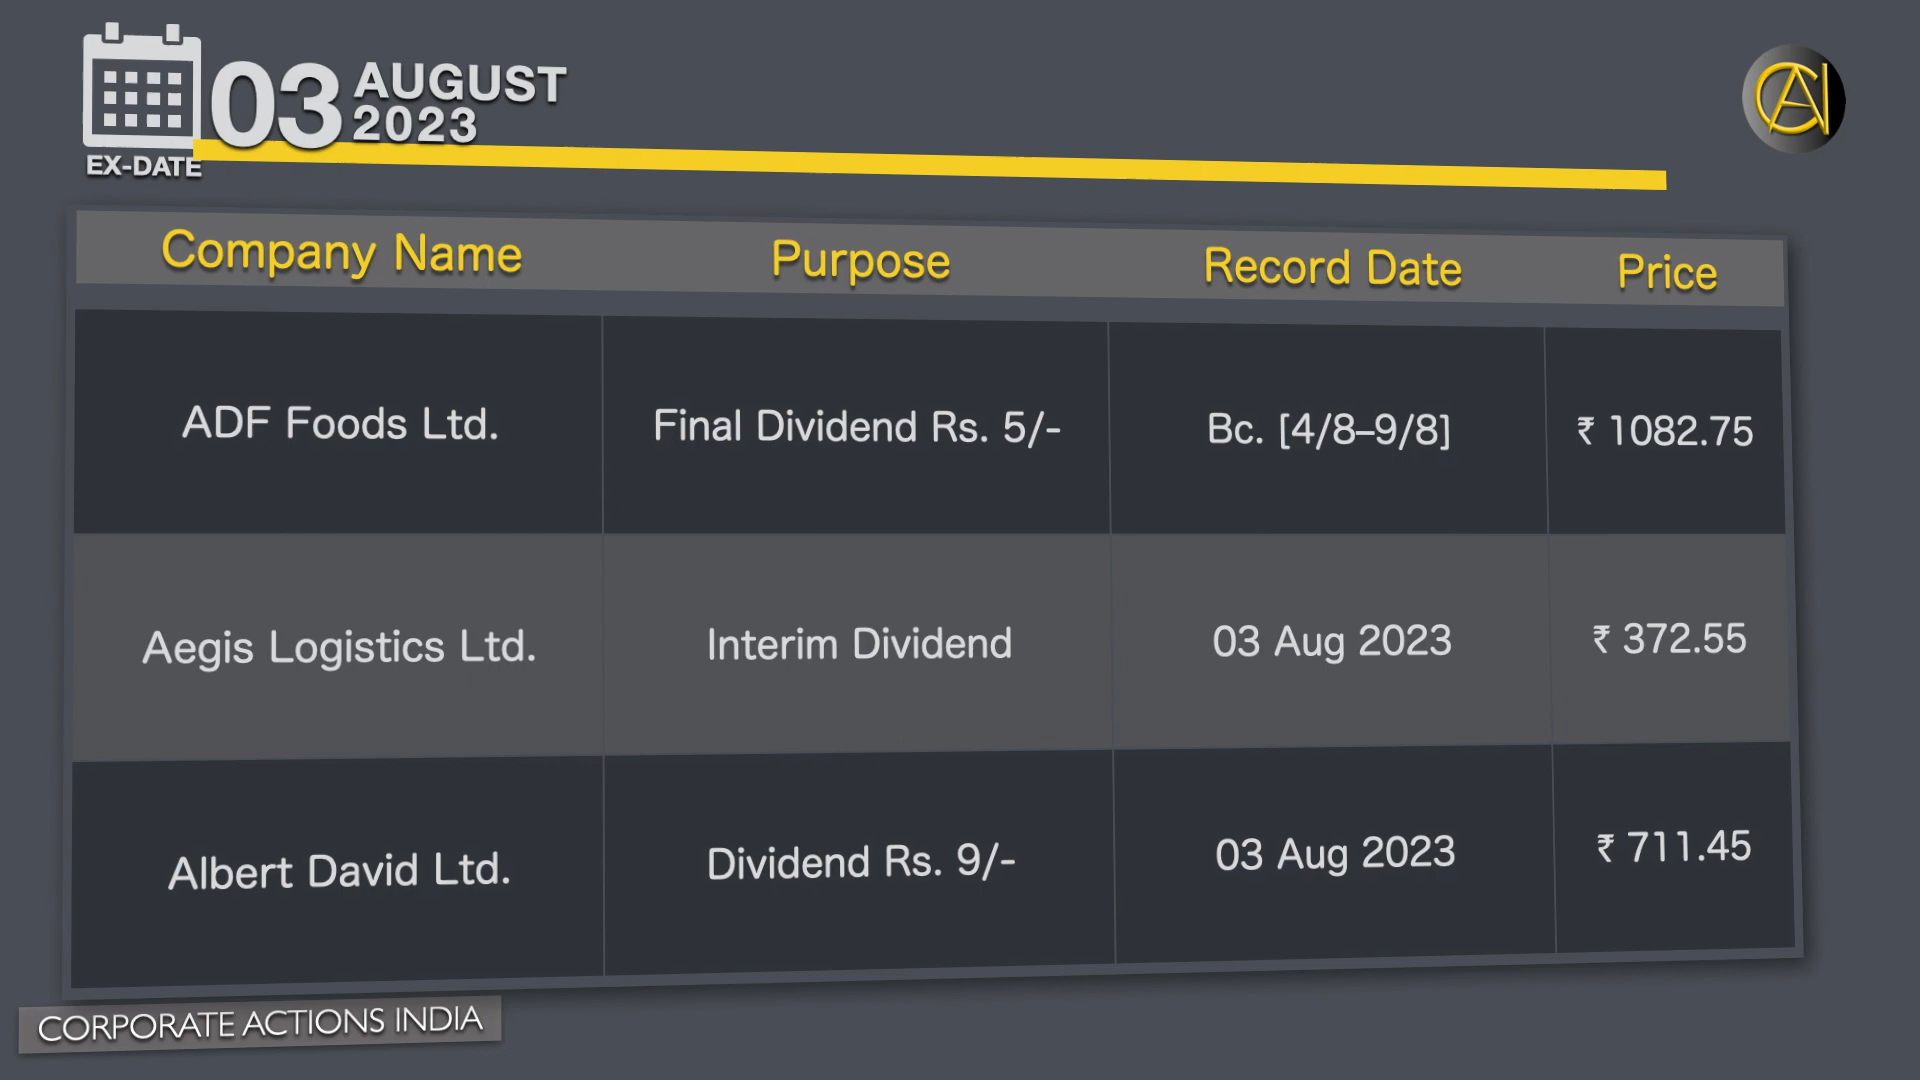 03 AUGUST
2023
EX-DATE
CAI
Company Name Purpose Record Date Price
ADF Foods Ltd. Final Dividend Rs. 5/- Bc. [4/8–9/8] ₹ 1082.75
Aegis Logistics Ltd. Interim Dividend 03 Aug 2023 ₹ 372.55
Albert David Ltd. Dividend Rs. 9/- 03 Aug 2023 ₹ 711.45
CORPORATE ACTIONS INDIA